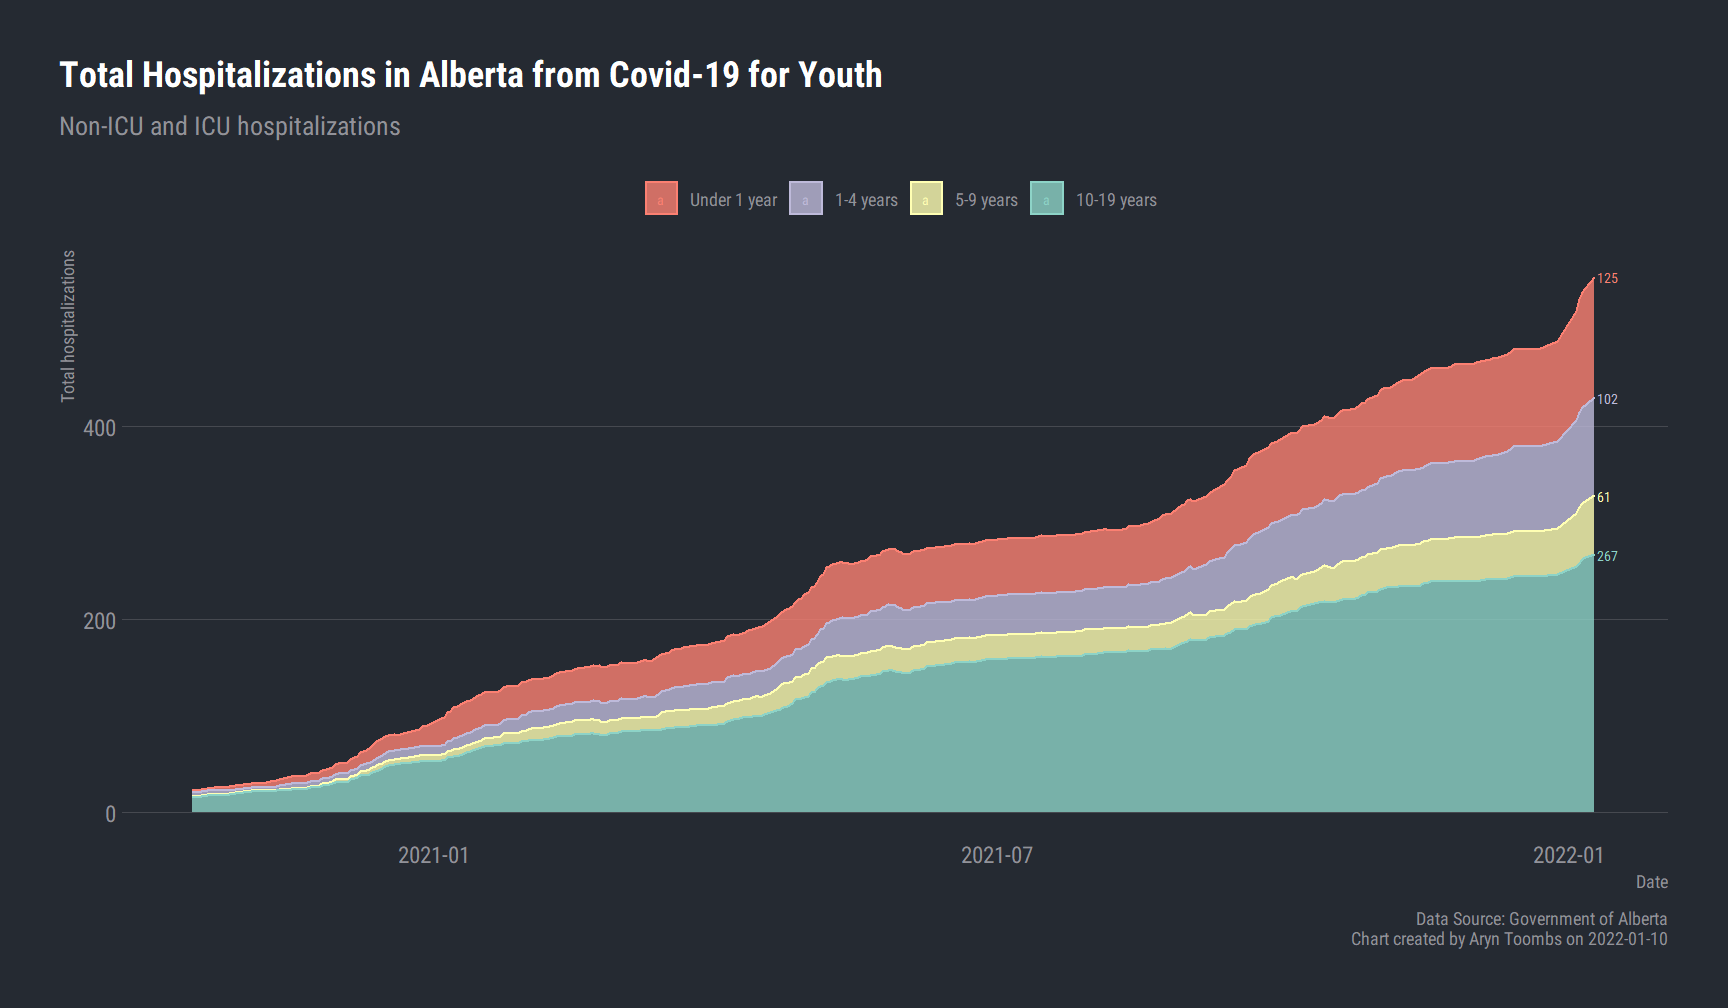 Total Hospitalizations in Alberta from Covid-19 for Youth
Non-ICU and ICU hospitalizations
a Under 1 year a 1-4 years a 5-9 years a 10-19 years
Total hospitalizations
125
102
400
61
267
200
0
2021-01 2021-07 2022-01
Date
Data Source: Government of Alberta
Chart created by Aryn Toombs on 2022-01-10